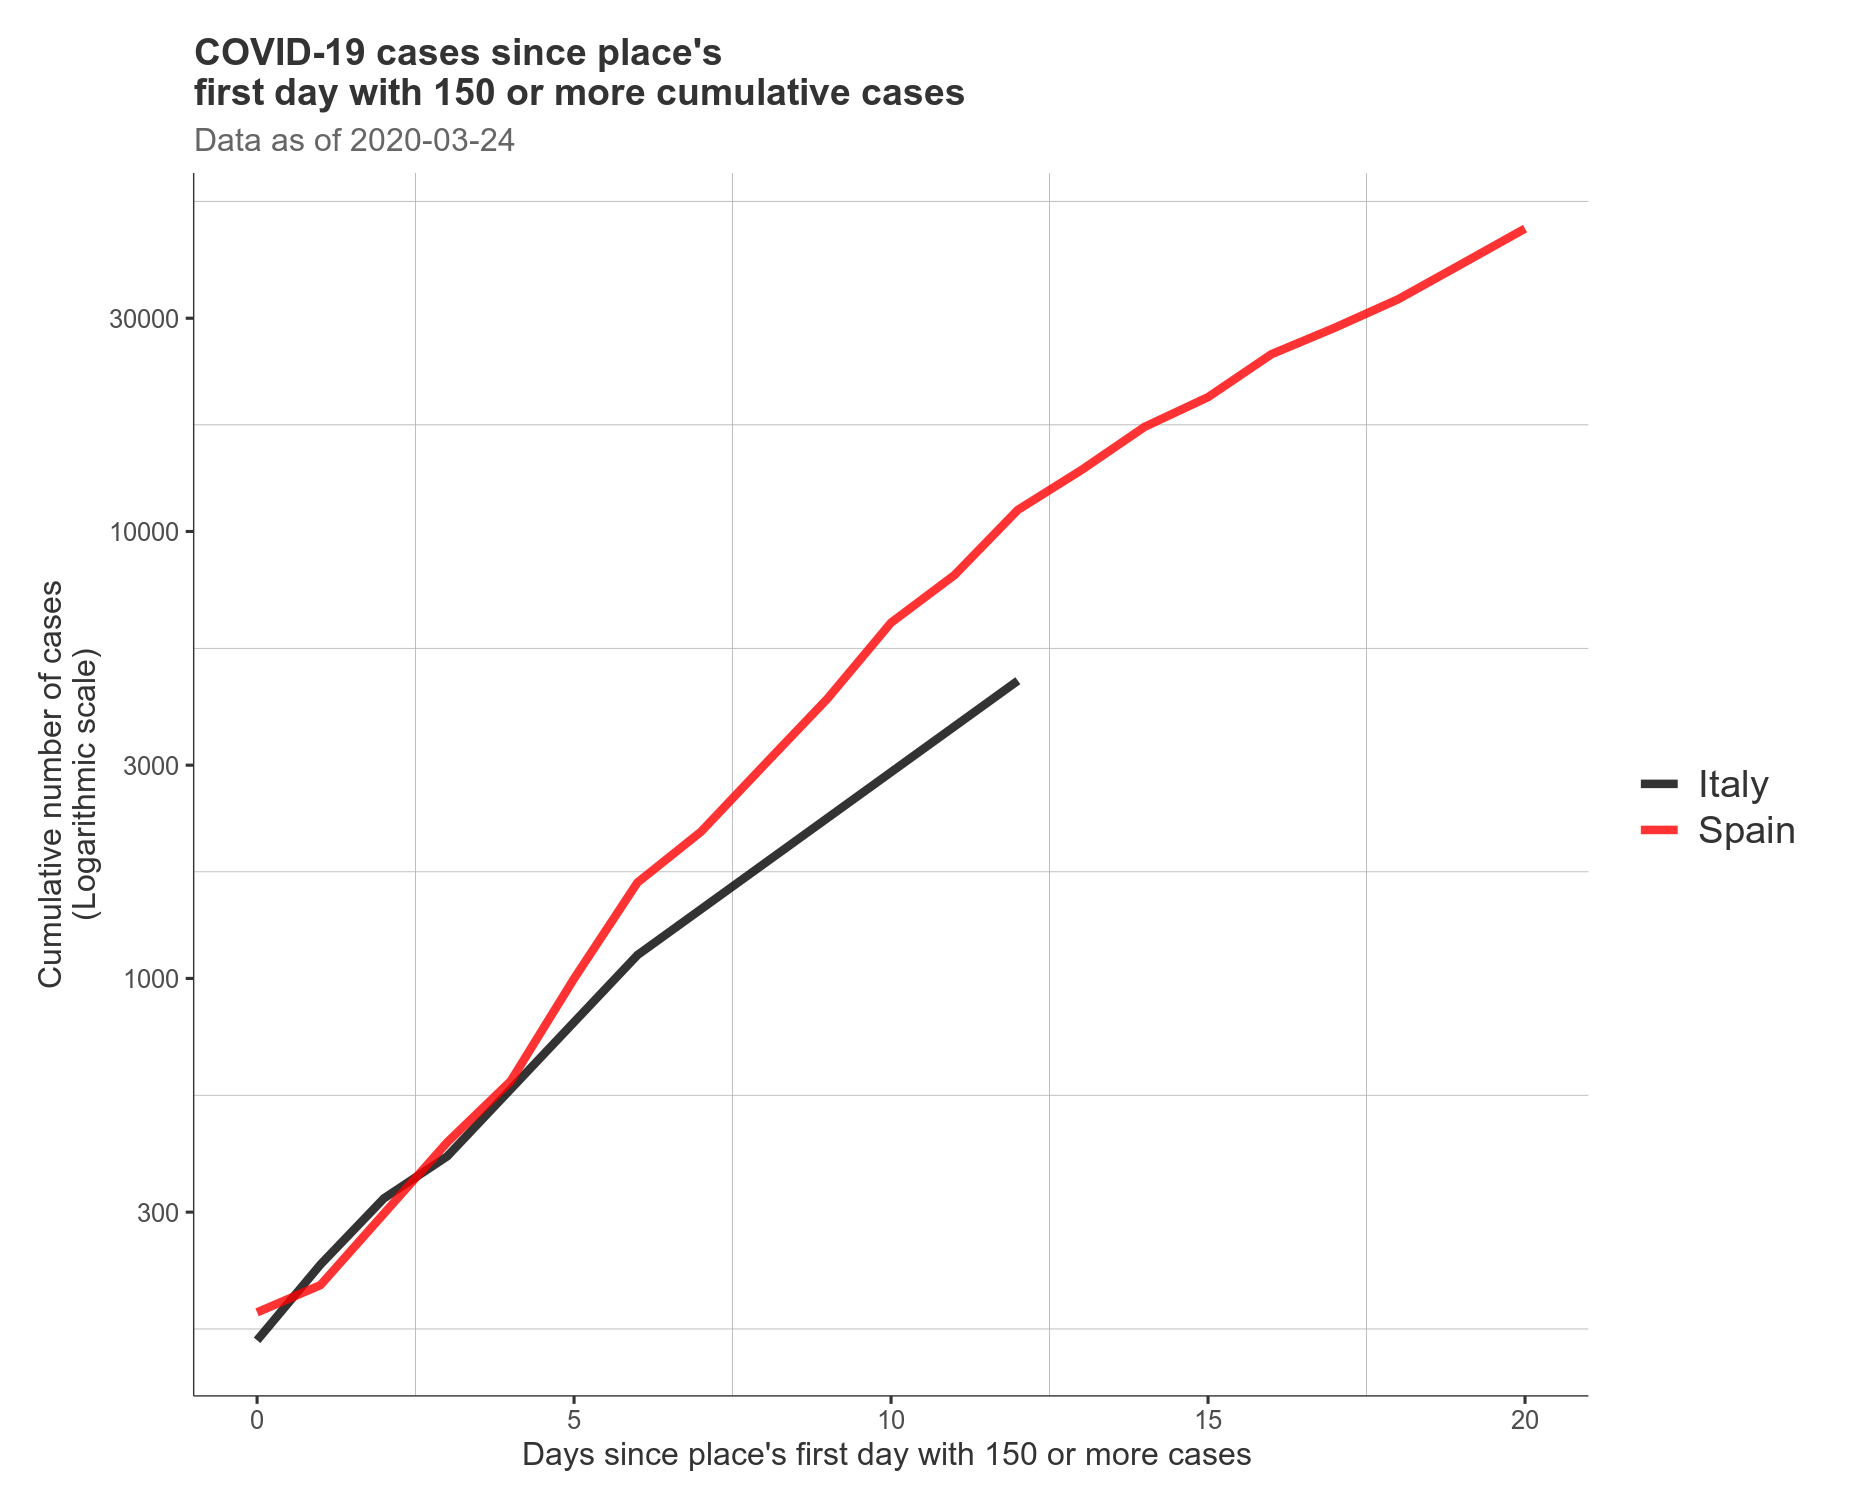 COVID-19 cases since place's
first day with 150 or more cumulative cases
Data as of 2020-03-24
Cumulative number of cases
(Logarithmic scale)
30000
10000
3000
1000
300
0 5 10 15 20
Days since place's first day with 150 or more cases
Italy
Spain